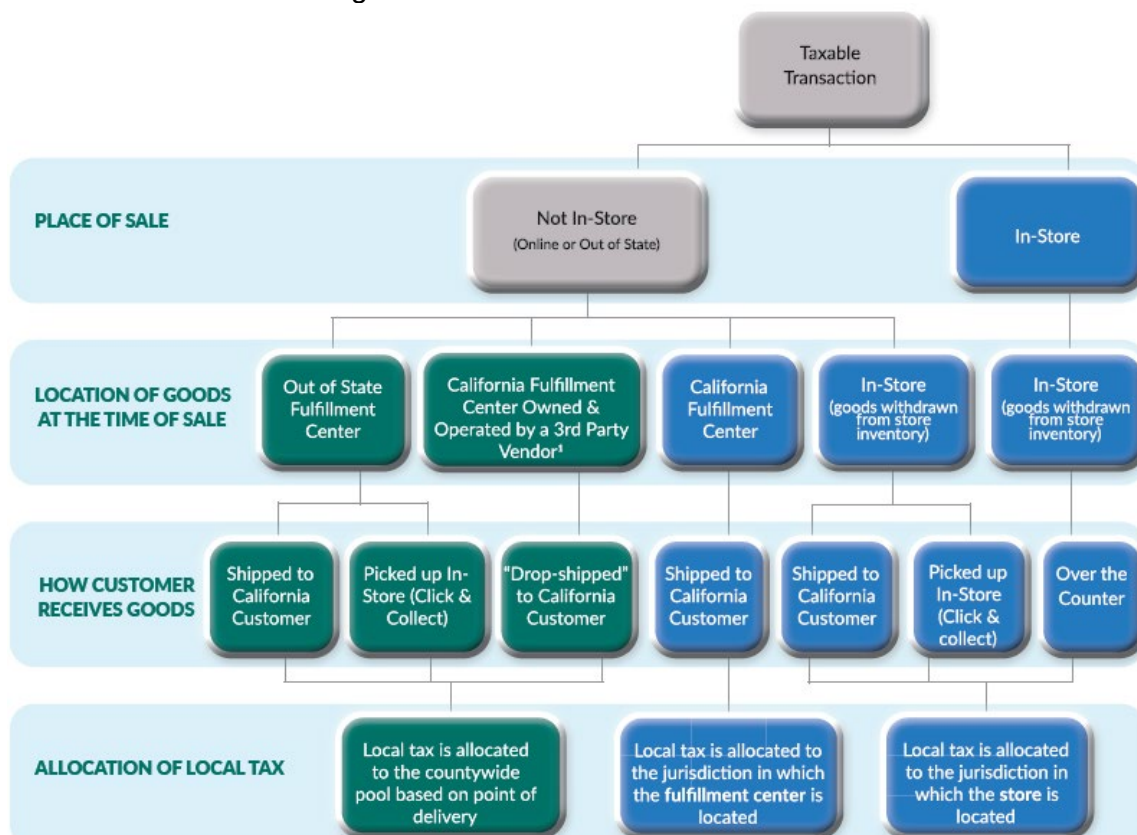 Taxable
Transaction
PLACE OF SALE
Not In-Store
(Online or Out of State)
In-Store
LOCATION OF GOODS
AT THE TIME OF SALE
Out of State
Fulfillment
Center
California Fulfillment
Center Owned &
Operated by a 3rd Party
Vendor¹
California
Fulfillment
Center
In-Store
(goods withdrawn
from store
inventory)
In-Store
(goods withdrawn
from store
inventory)
HOW CUSTOMER
RECEIVES GOODS
Shipped to
California
Customer
Picked up In-
Store (Click &
Collect)
"Drop-shipped"
to California
Customer
Shipped to
California
Customer
Shipped to
California
Customer
Picked up
In-Store
(Click &
collect)
Over the
Counter
ALLOCATION OF LOCAL TAX
Local tax is allocated
to the countywide
pool based on point of
delivery
Local tax is allocated to
the jurisdiction in which
the fulfillment center is
located
Local tax is allocated
to the jurisdiction in
which the store is
located